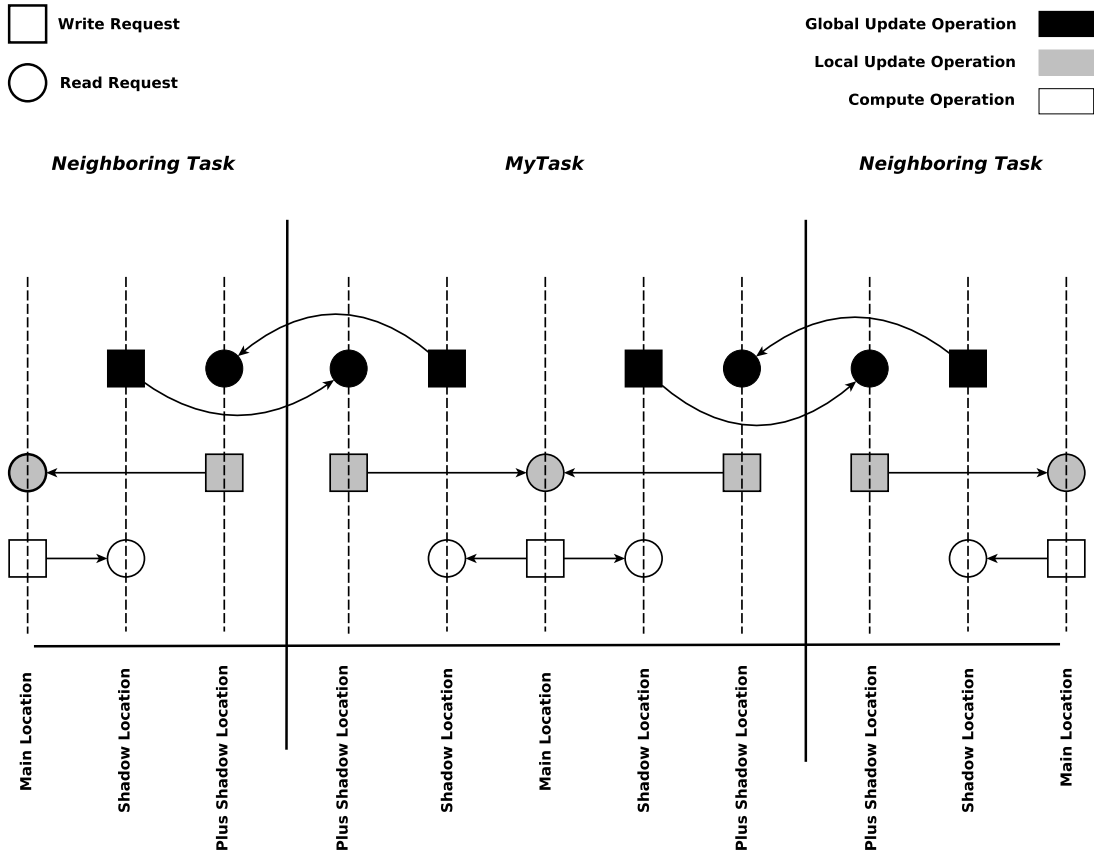 Write Request
Read Request
Global Update Operation
Local Update Operation
Compute Operation
Neighboring Task
MyTask
Neighboring Task
Main Location
Shadow Location
Plus Shadow Location
Plus Shadow Location
Shadow Location
Main Location
Shadow Location
Plus Shadow Location
Plus Shadow Location
Shadow Location
Main Location